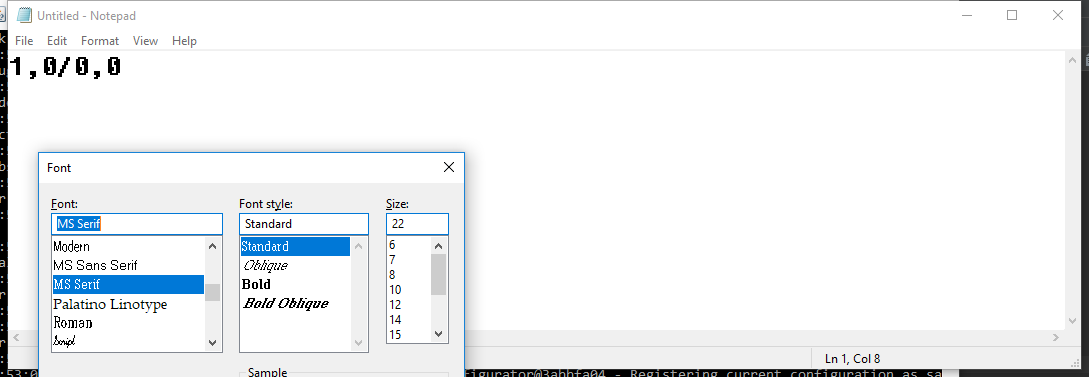 Untitled - Notepad
File Edit Format View Help
1,0/0,0
Font
Font: Font style: Size:
MS Serif Standard 22
Modern Standard 6
MS Sans Serif Oblique 7
MS Serif Bold 8
Palatino Linotype Bold Oblique 10
Roman 12
Script 14
15
Ln 1, Col 8
Sample
:53:0
figurator@3abbfa04 - Registering current configuration as sa